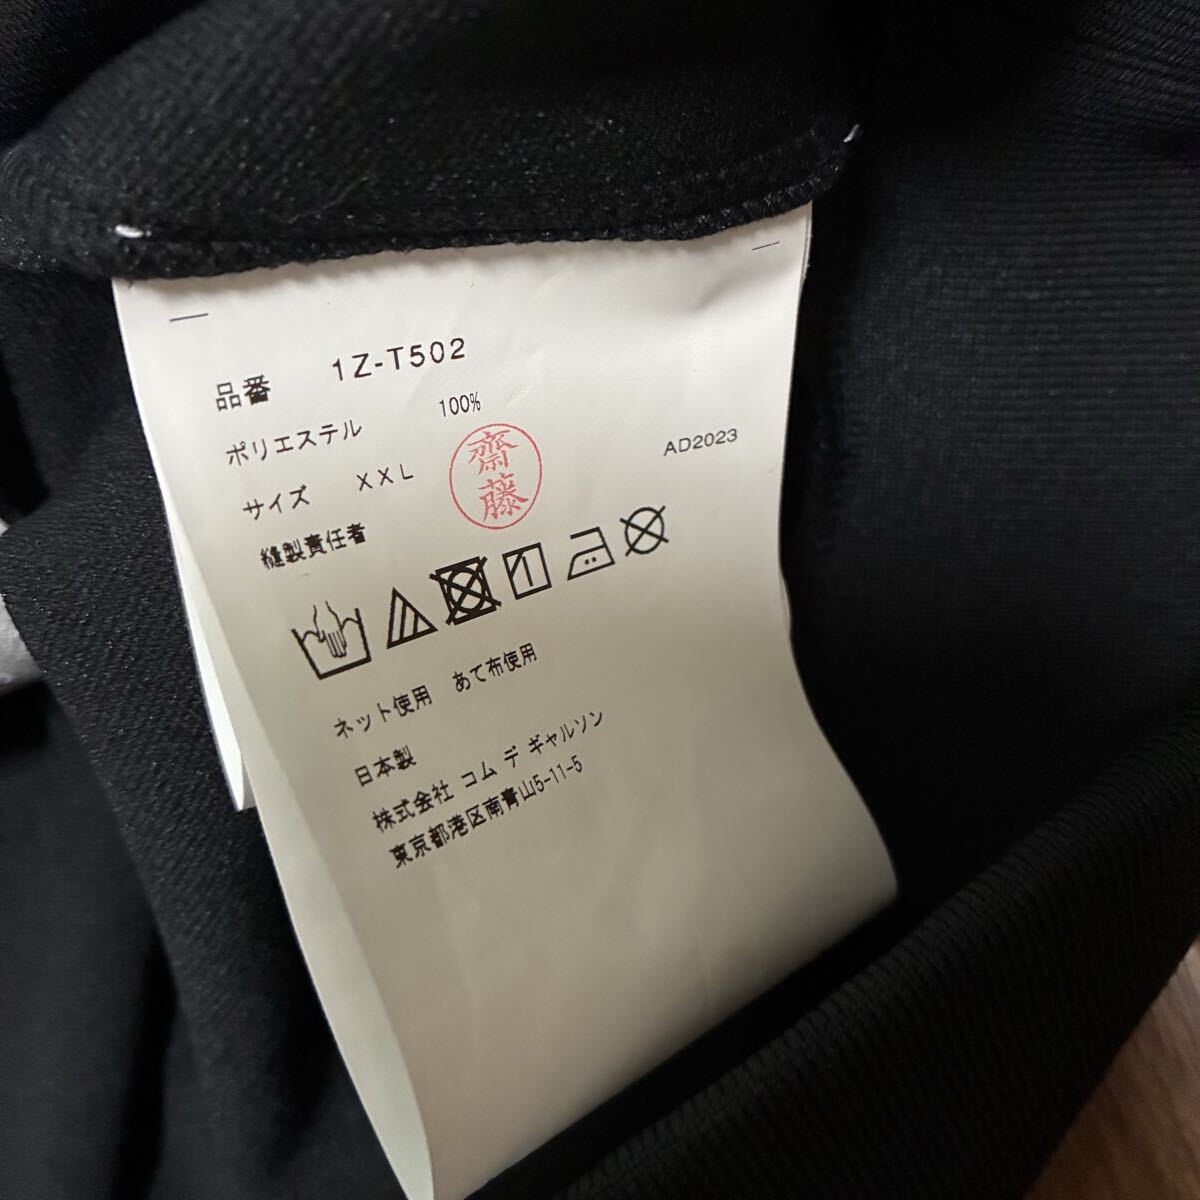 品番 1Z-T502
ポリエステル 100%
サイズ XXL
齋藤
AD2023
縫製責任者
ネット使用 あて布使用
日本製
株式会社 コム デ ギャルソン
東京都港区南青山5-11-5